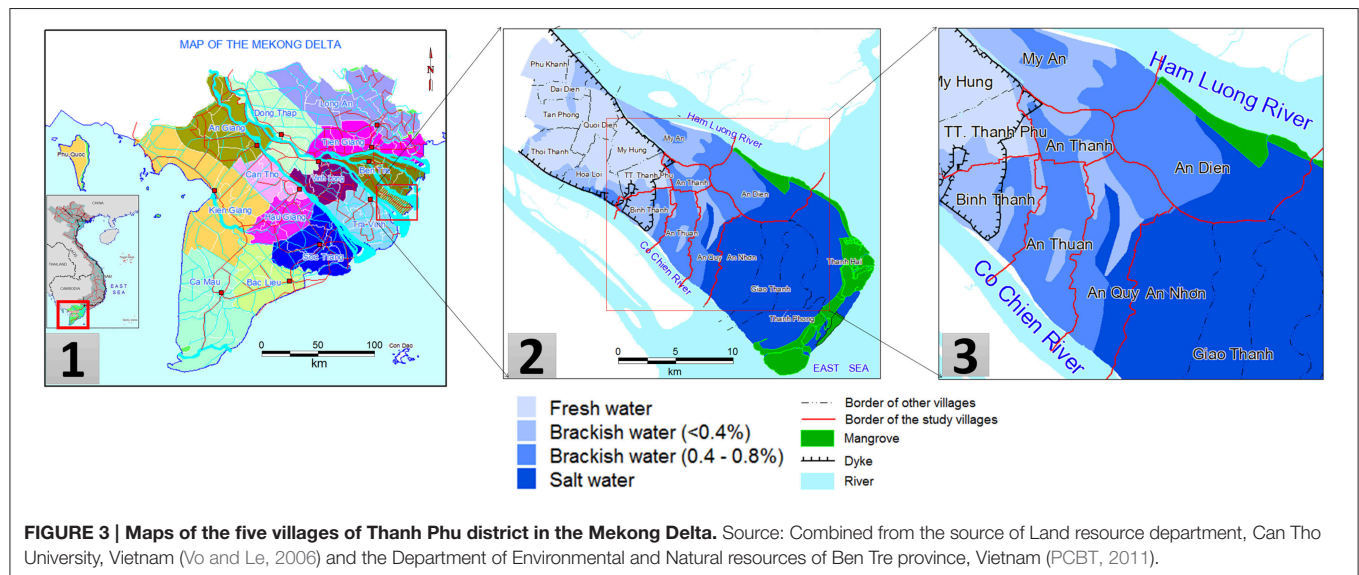 MAP OF THE MEKONG DELTA
N
Long An
Dong Thap
An Giang
Tien Giang
Phu Quoc
Can Tho
Vinh Long
Ben Tre
Kien Giang
Hau Giang
Tra Vinh
Soc Trang
Ca Mau
Bac Lieu
CHINA
THAILAND
CAMBODIA
EAST
SEA
Con Dao
0 50 100
km
1
Phu Khanh
Dai Dien
Tan Phong
Quoi Dien
Thoi Thanh
My Hung
My An
Ham Luong River
Hoa Loi
TT. Thanh Phu
An Thanh
An Dien
Binh Thanh
An Thuan
An Quy
An Nhơn
Thanh Hai
Co Chien River
Giao Thanh
Thanh Phong
0 5 10
km
EAST SEA
2
My An
Ham Luong River
My Hung
TT. Thanh Phu
An Thanh
An Dien
Binh Thanh
An Thuan
An Quy
An Nhơn
Co Chien River
Giao Thanh
3
Fresh water
Brackish water (<0.4%)
Brackish water (0.4 - 0.8%)
Salt water
Border of other villages
Border of the study villages
Mangrove
Dyke
River
FIGURE 3 | Maps of the five villages of Thanh Phu district in the Mekong Delta. Source: Combined from the source of Land resource department, Can Tho
University, Vietnam (Vo and Le, 2006) and the Department of Environmental and Natural resources of Ben Tre province, Vietnam (PCBT, 2011).